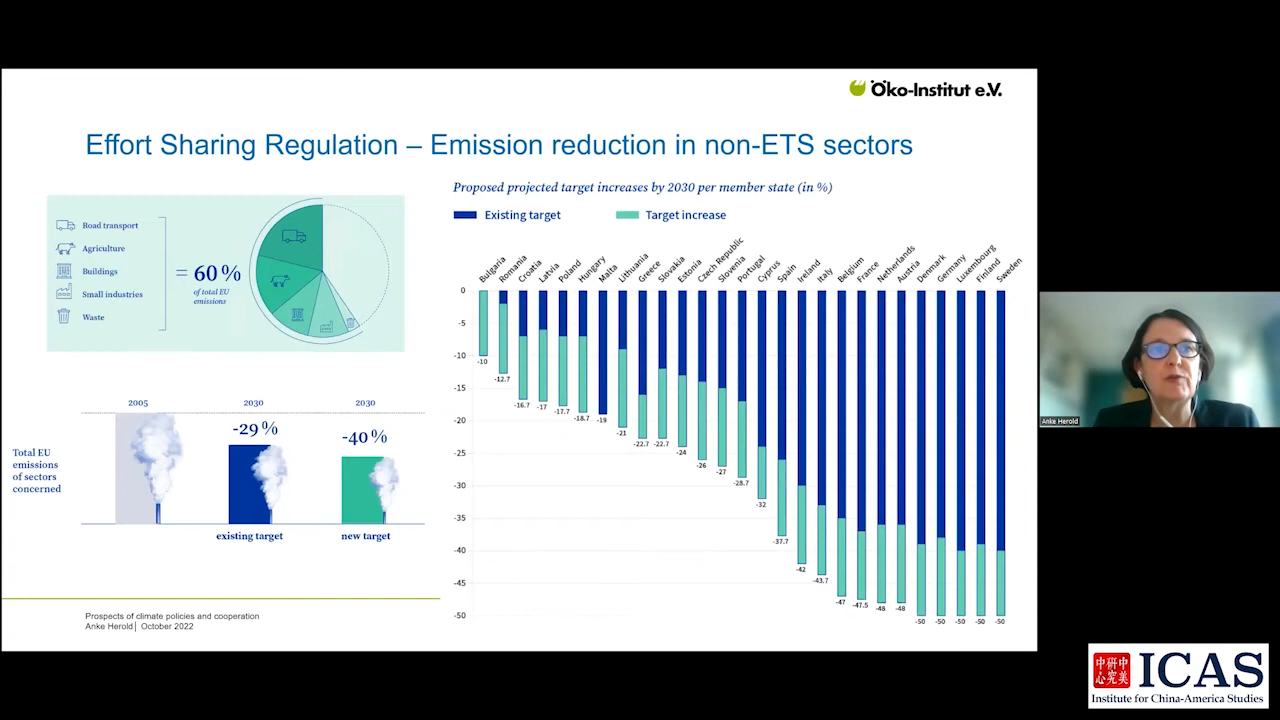 Öko-Institut e.V.
Effort Sharing Regulation – Emission reduction in non-ETS sectors
Road transport
Agriculture
Buildings
Small industries
Waste
= 60 %
of total EU
emissions
2005
2030
2030
-29 %
-40 %
Total EU
emissions
of sectors
concerned
existing target
new target
Proposed projected target increases by 2030 per member state (in %)
Existing target
Target increase
Bulgaria
Romania
Croatia
Latvia
Poland
Hungary
Malta
Lithuania
Greece
Slovakia
Estonia
Czech Republic
Slovenia
Portugal
Cyprus
Spain
Ireland
Italy
Belgium
France
Netherlands
Austria
Denmark
Germany
Luxembourg
Finland
Sweden
0
-5
-10
-15
-20
-25
-30
-35
-40
-45
-50
-10
-12.7
-16.7
-17
-17.7
-18.7
-19
-21
-22.7
-22.7
-24
-26
-27
-28.7
-32
-37.7
-42
-43.7
-47
-47.5
-48
-48
-50
-50
-50
-50
-50
Prospects of climate policies and cooperation
Anke Herold│ October 2022
Anke Herold
中研中
心究美
ICAS
Institute for China-America Studies